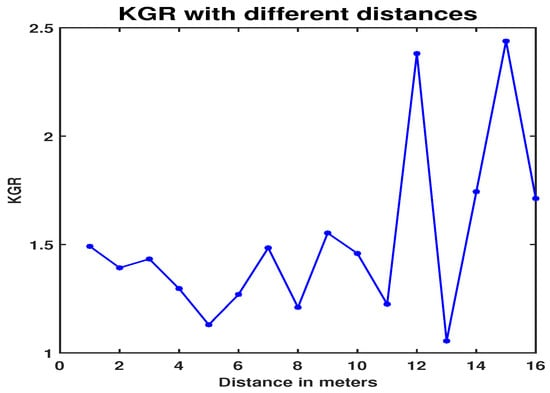 KGR with different distances
2.5
2
1.5
1
KGR
0 2 4 6 8 10 12 14 16
Distance in meters